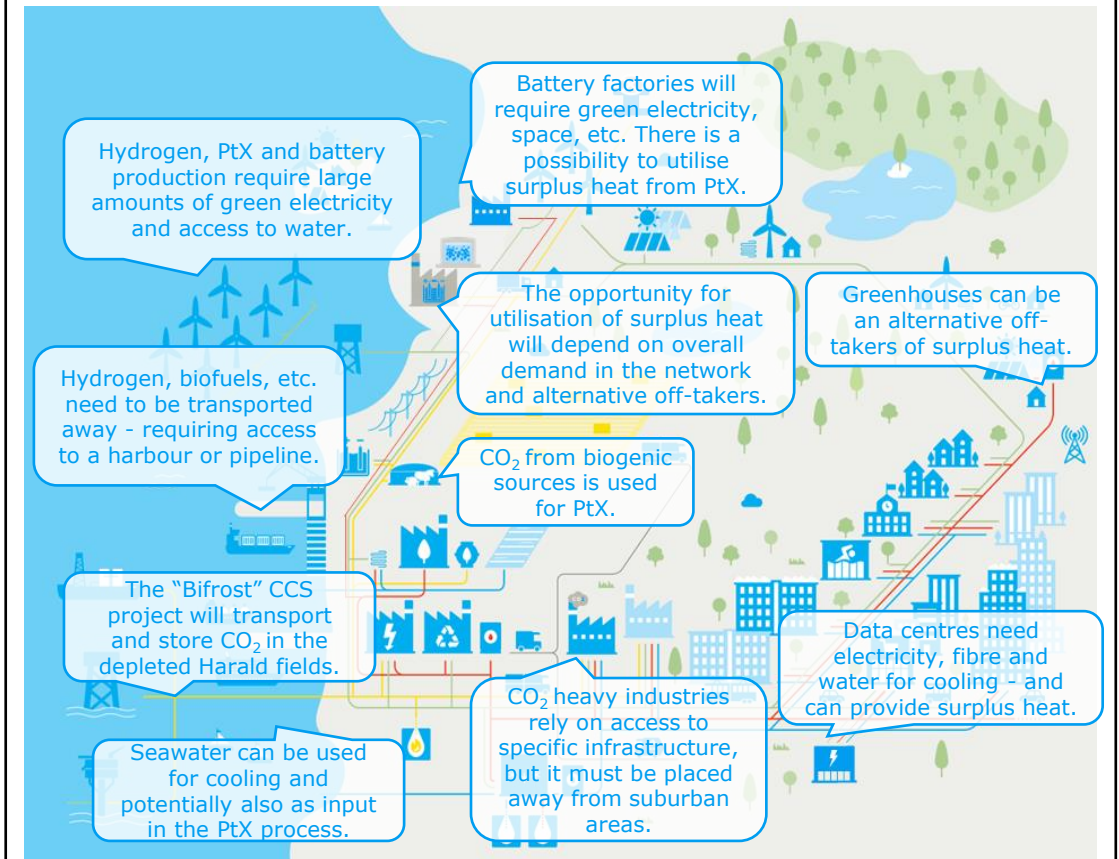 Battery factories will
require green electricity,
space, etc. There is a
possibility to utilise
surplus heat from PtX.
Hydrogen, PtX and battery
production require large
amounts of green electricity
and access to water.
The opportunity for
utilisation of surplus heat
will depend on overall
demand in the network
and alternative off-takers.
Greenhouses can be
an alternative off-
takers of surplus heat.
Hydrogen, biofuels, etc.
need to be transported
away - requiring access
to a harbour or pipeline.
CO₂ from biogenic
sources is used
for PtX.
The “Bifrost” CCS
project will transport
and store CO₂ in the
depleted Harald fields.
Data centres need
electricity, fibre and
water for cooling - and
can provide surplus heat.
CO₂ heavy industries
rely on access to
specific infrastructure,
but it must be placed
away from suburban
areas.
Seawater can be used
for cooling and
potentially also as input
in the PtX process.